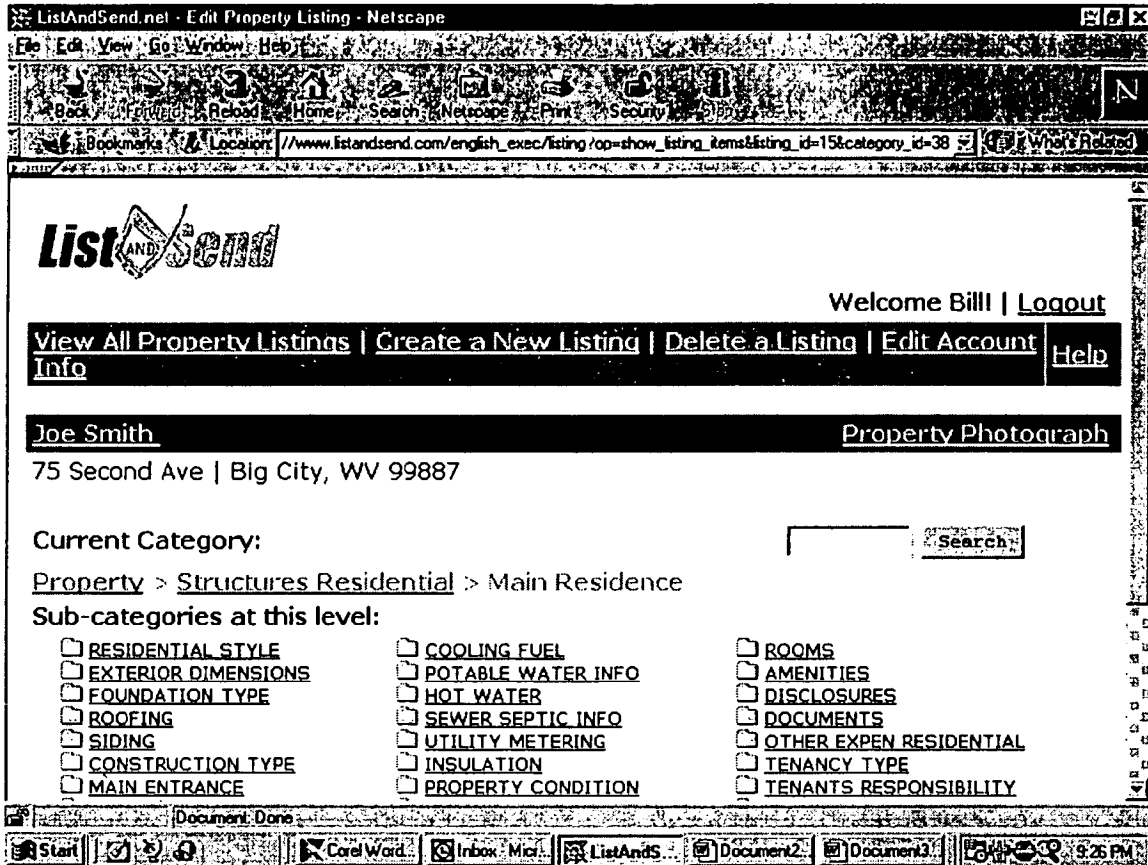 ListAndSend.net - Edit Property Listing - Netscape
File Edit View Go Window Help
Back Forward Reload Home Search Netscape Print Security Stop N
Bookmarks Location: //www.listandsend.com/english_exec/listing?op=show_listing_items&listing_id=15&category_id=38 What's Related
List AND Send
Welcome Bill! | Logout
View All Property Listings | Create a New Listing | Delete a Listing | Edit Account Help
Info
Joe Smith Property Photograph
75 Second Ave | Big City, WV 99887
Current Category: Search
Property > Structures Residential > Main Residence
Sub-categories at this level:
RESIDENTIAL STYLE COOLING FUEL ROOMS
EXTERIOR DIMENSIONS POTABLE WATER INFO AMENITIES
FOUNDATION TYPE HOT WATER DISCLOSURES
ROOFING SEWER SEPTIC INFO DOCUMENTS
SIDING UTILITY METERING OTHER EXPEN RESIDENTIAL
CONSTRUCTION TYPE INSULATION TENANCY TYPE
MAIN ENTRANCE PROPERTY CONDITION TENANTS RESPONSIBILITY
Document: Done
Start Corel Word... Inbox - Micr... ListAndS... Document2... Document3... 9:26 PM